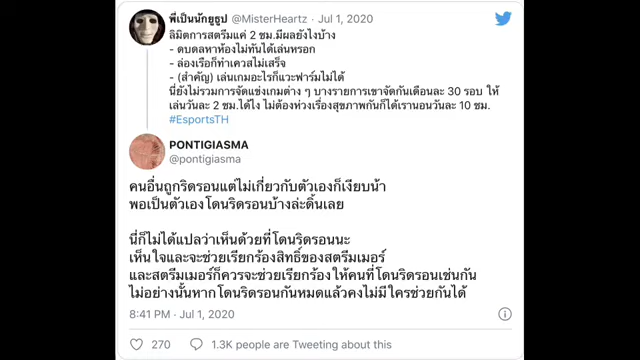 พี่เป็นนักยูธูป @MisterHeartz · Jul 1, 2020
ลิมิตการสตรีมแค่ 2 ชม.มีผลยังไงบ้าง
- ดบดลหาห้องไม่ทันได้เล่นหรอก
- ล่องเรือก็ทำเควสไม่เสร็จ
- (สำคัญ) เล่นเกมอะไรก็แวะฟาร์มไม่ได้
นี่ยังไม่รวมการจัดแข่งเกมต่าง ๆ บางรายการเขาจัดกันเดือนละ 30 รอบ ให้
เล่นวันละ 2 ชม.ได้ไง ไม่ต้องห่วงเรื่องสุขภาพกันก็ได้เรานอนวันละ 10 ชม.
#EsportsTH
PONTIGIASMA
@pontigiasma
คนอื่นถูกริดรอนแต่ไม่เกี่ยวกับตัวเองก็เงียบน้า
พอเป็นตัวเองโดนริดรอนบ้างล่ะดิ้นเลย
นี่ก็ไม่ได้แปลว่าเห็นด้วยที่โดนริดรอนนะ
เห็นใจและจะช่วยเรียกร้องสิทธิ์ของสตรีมเมอร์
และสตรีมเมอร์ก็ควรจะช่วยเรียกร้องให้คนที่โดนริดรอนเช่นกัน
ไม่อย่างนั้นหากโดนริดรอนกันหมดแล้วคงไม่มีใครช่วยกันได้
8:41 PM · Jul 1, 2020
270
1.3K people are Tweeting about this